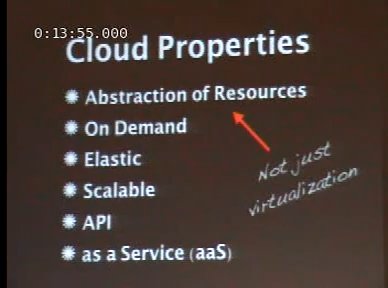 0:13:55.000
Cloud Properties
Abstraction of Resources
On Demand
Elastic
Scalable
API
as a Service (aaS)
Not just
virtualization